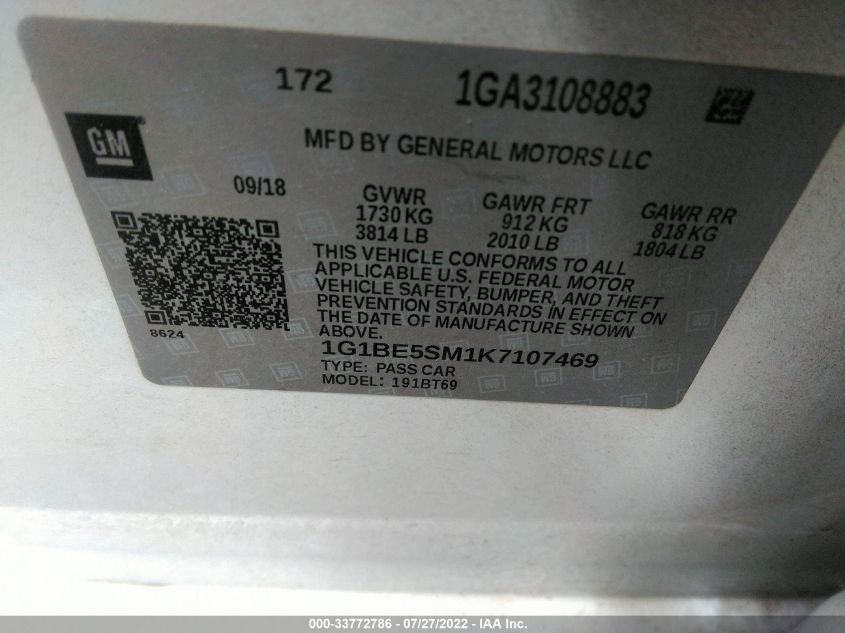 172 1GA3108883
GM
MFD BY GENERAL MOTORS LLC
09/18
GVWR GAWR FRT GAWR RR
1730 KG 912 KG 818 KG
3814 LB 2010 LB 1804 LB
THIS VEHICLE CONFORMS TO ALL
APPLICABLE U.S. FEDERAL MOTOR
VEHICLE SAFETY, BUMPER, AND THEFT
PREVENTION STANDARDS IN EFFECT ON
THE DATE OF MANUFACTURE SHOWN
ABOVE.
8624
1G1BE5SM1K7107469
TYPE: PASS CAR
MODEL: 191BT69
000-33772786 - 07/27/2022 - IAA Inc.